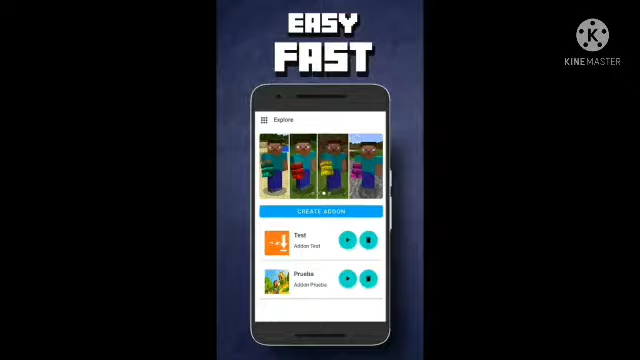 EASY
FAST
KINEMASTER
Explore
CREATE ADDON
Test
Addon Test
Prueba
Addon Prueba